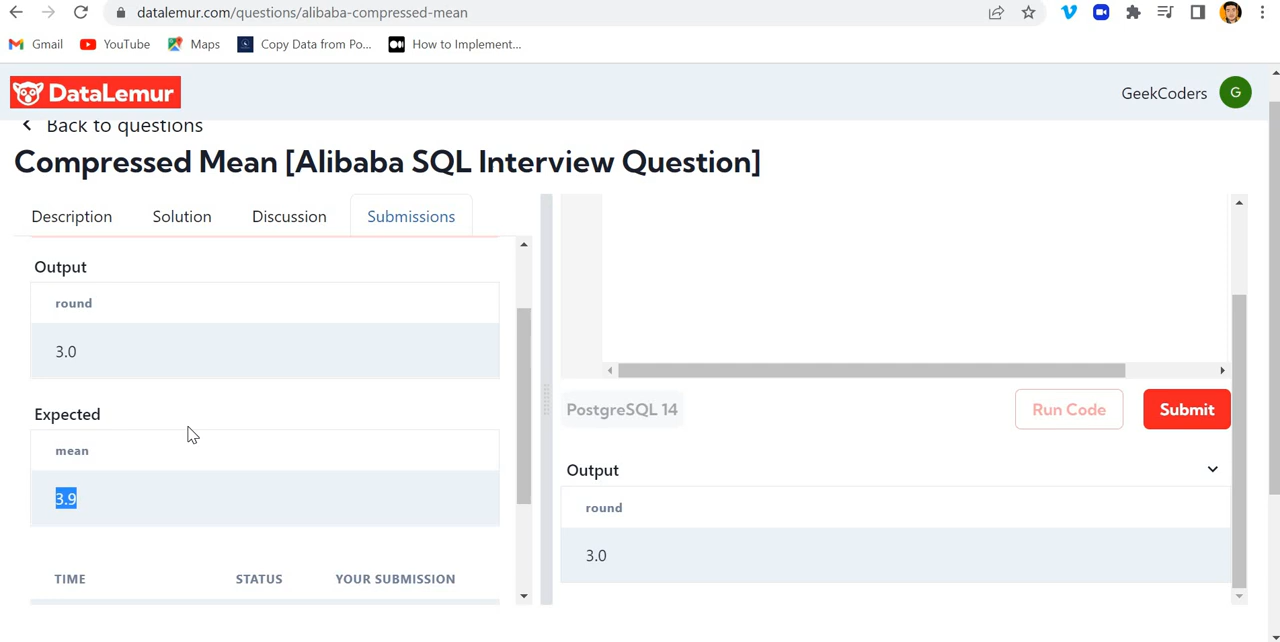 datalemur.com/questions/alibaba-compressed-mean
Gmail
YouTube
Maps
Copy Data from Po...
How to Implement...
DataLemur
GeekCoders
G
Back to questions
Compressed Mean [Alibaba SQL Interview Question]
Description
Solution
Discussion
Submissions
Output
round
3.0
Expected
mean
3.9
TIME
STATUS
YOUR SUBMISSION
PostgreSQL 14
Run Code
Submit
Output
round
3.0